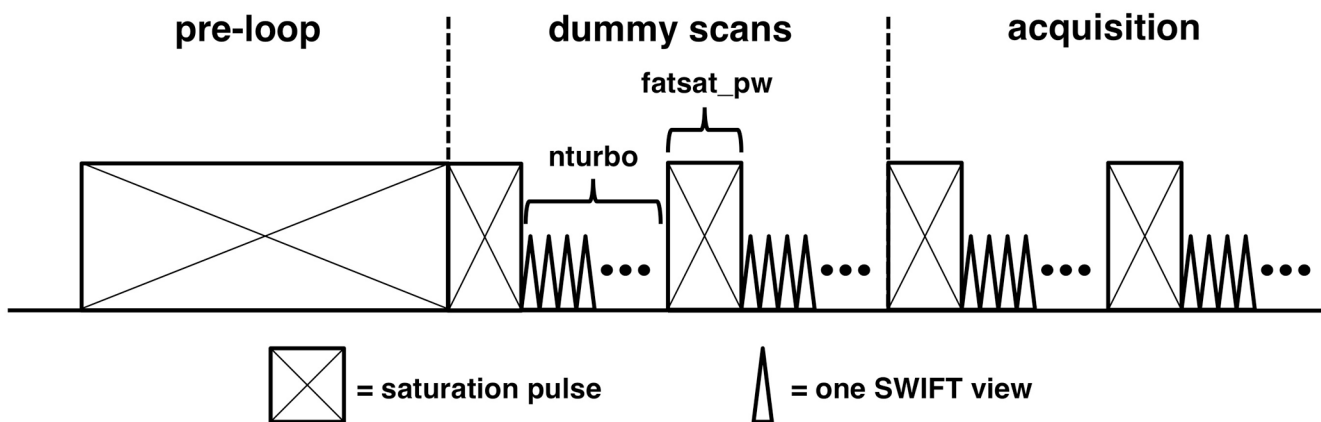 pre-loop
dummy scans
acquisition
fatsat_pw
nturbo
= saturation pulse
= one SWIFT view